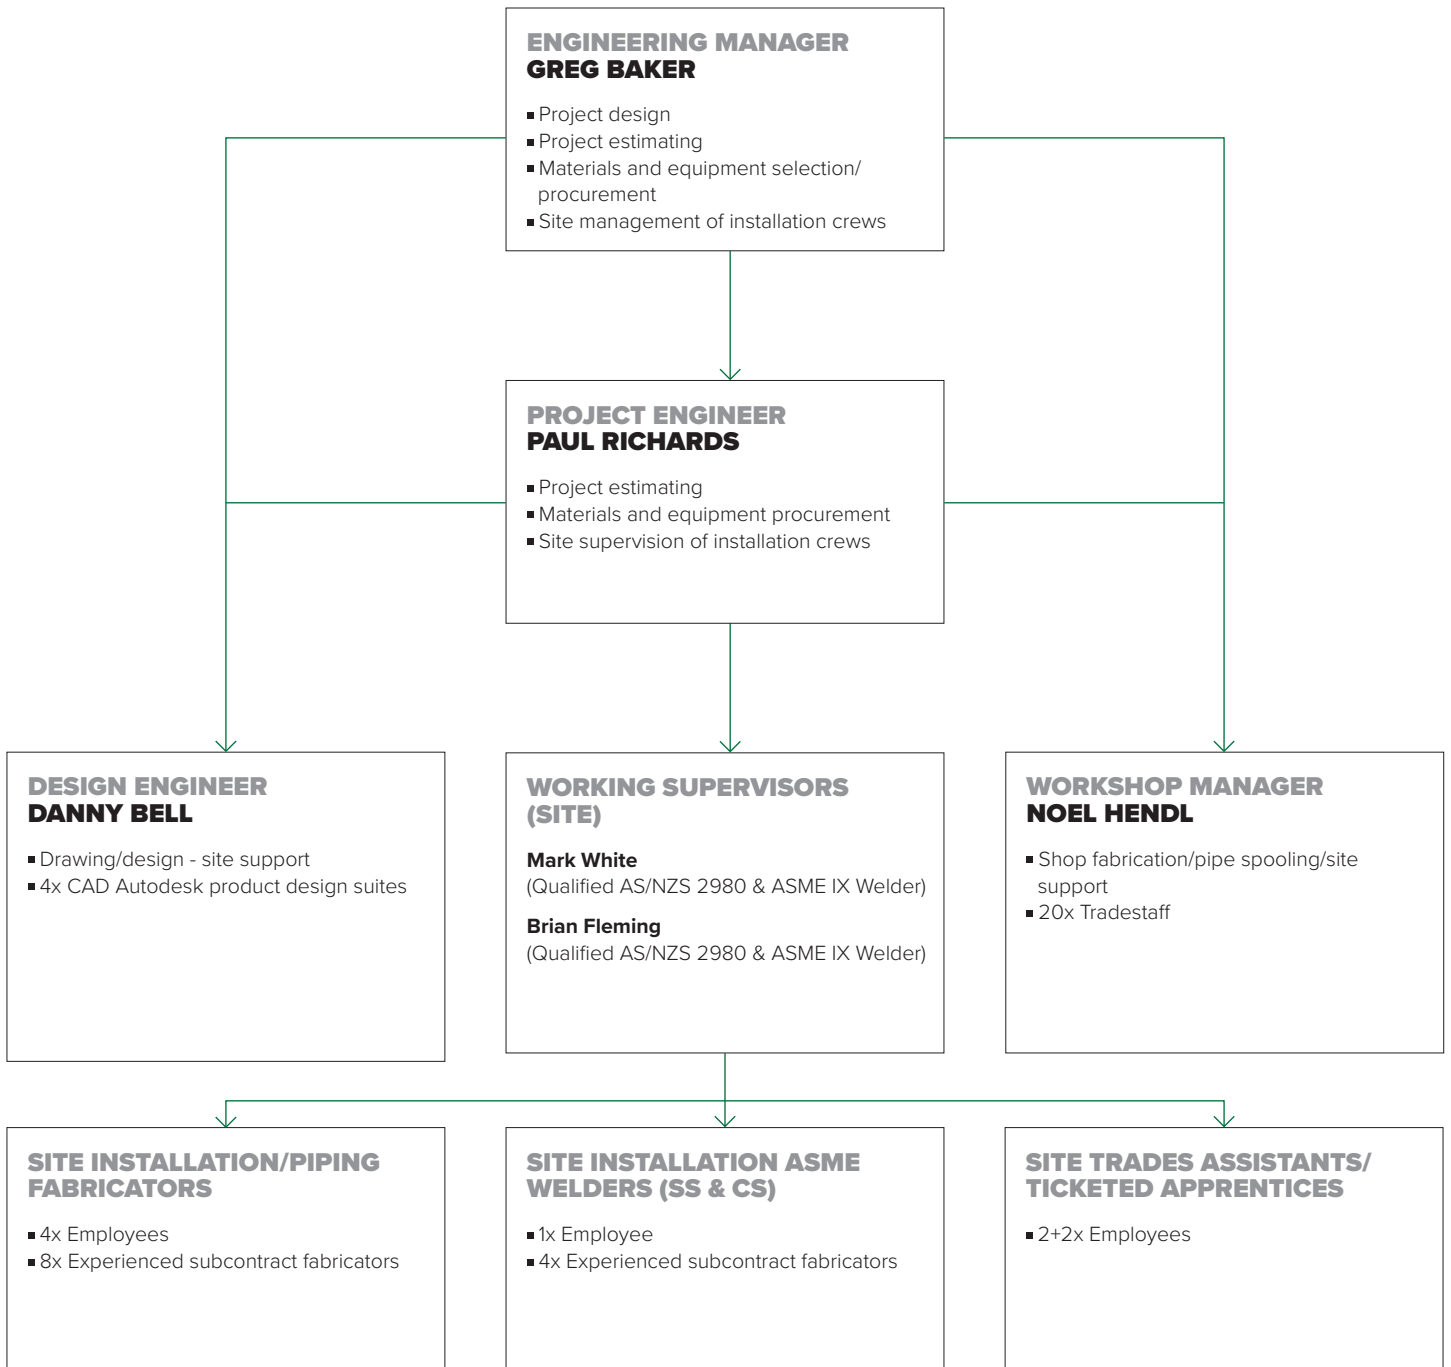 ENGINEERING MANAGER
GREG BAKER
▪ Project design
▪ Project estimating
▪ Materials and equipment selection/
procurement
▪ Site management of installation crews
PROJECT ENGINEER
PAUL RICHARDS
▪ Project estimating
▪ Materials and equipment procurement
▪ Site supervision of installation crews
DESIGN ENGINEER
DANNY BELL
▪ Drawing/design - site support
▪ 4x CAD Autodesk product design suites
WORKING SUPERVISORS
(SITE)
Mark White
(Qualified AS/NZS 2980 & ASME IX Welder)
Brian Fleming
(Qualified AS/NZS 2980 & ASME IX Welder)
WORKSHOP MANAGER
NOEL HENDL
▪ Shop fabrication/pipe spooling/site
support
▪ 20x Tradestaff
SITE INSTALLATION/PIPING
FABRICATORS
▪ 4x Employees
▪ 8x Experienced subcontract fabricators
SITE INSTALLATION ASME
WELDERS (SS & CS)
▪ 1x Employee
▪ 4x Experienced subcontract fabricators
SITE TRADES ASSISTANTS/
TICKETED APPRENTICES
▪ 2+2x Employees